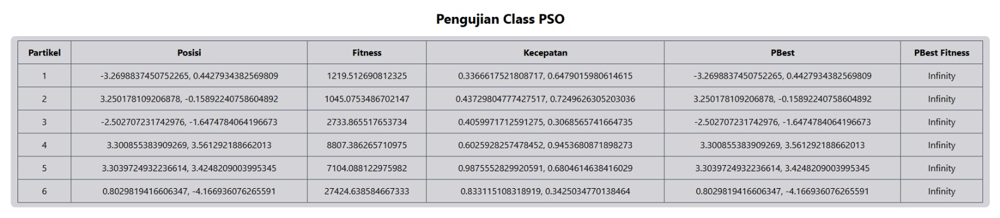 Pengujian Class PSO
Partikel Posisi Fitness Kecepatan PBest PBest Fitness
1 -3.2698837450752265, 0.4427934382569809 1219.512690812325 0.3366617521808717, 0.6479015980614615 -3.2698837450752265, 0.4427934382569809 Infinity
2 3.250178109206878, -0.15892240758604892 1045.0753486702147 0.43729804777427517, 0.7249626305203036 3.250178109206878, -0.15892240758604892 Infinity
3 -2.502707231742976, -1.6474784064196673 2733.865517653734 0.4059971712591275, 0.3068565741664735 -2.502707231742976, -1.6474784064196673 Infinity
4 3.300855383909269, 3.561292188662013 8807.386265710975 0.6025928257478452, 0.9453680871898273 3.300855383909269, 3.561292188662013 Infinity
5 3.3039724932236614, 3.4248209003995345 7104.088122975982 0.9875552829920591, 0.6804614638416029 3.3039724932236614, 3.4248209003995345 Infinity
6 0.8029819416606347, -4.166936076265591 27424.638584667333 0.833115108318919, 0.3425034770138464 0.8029819416606347, -4.166936076265591 Infinity